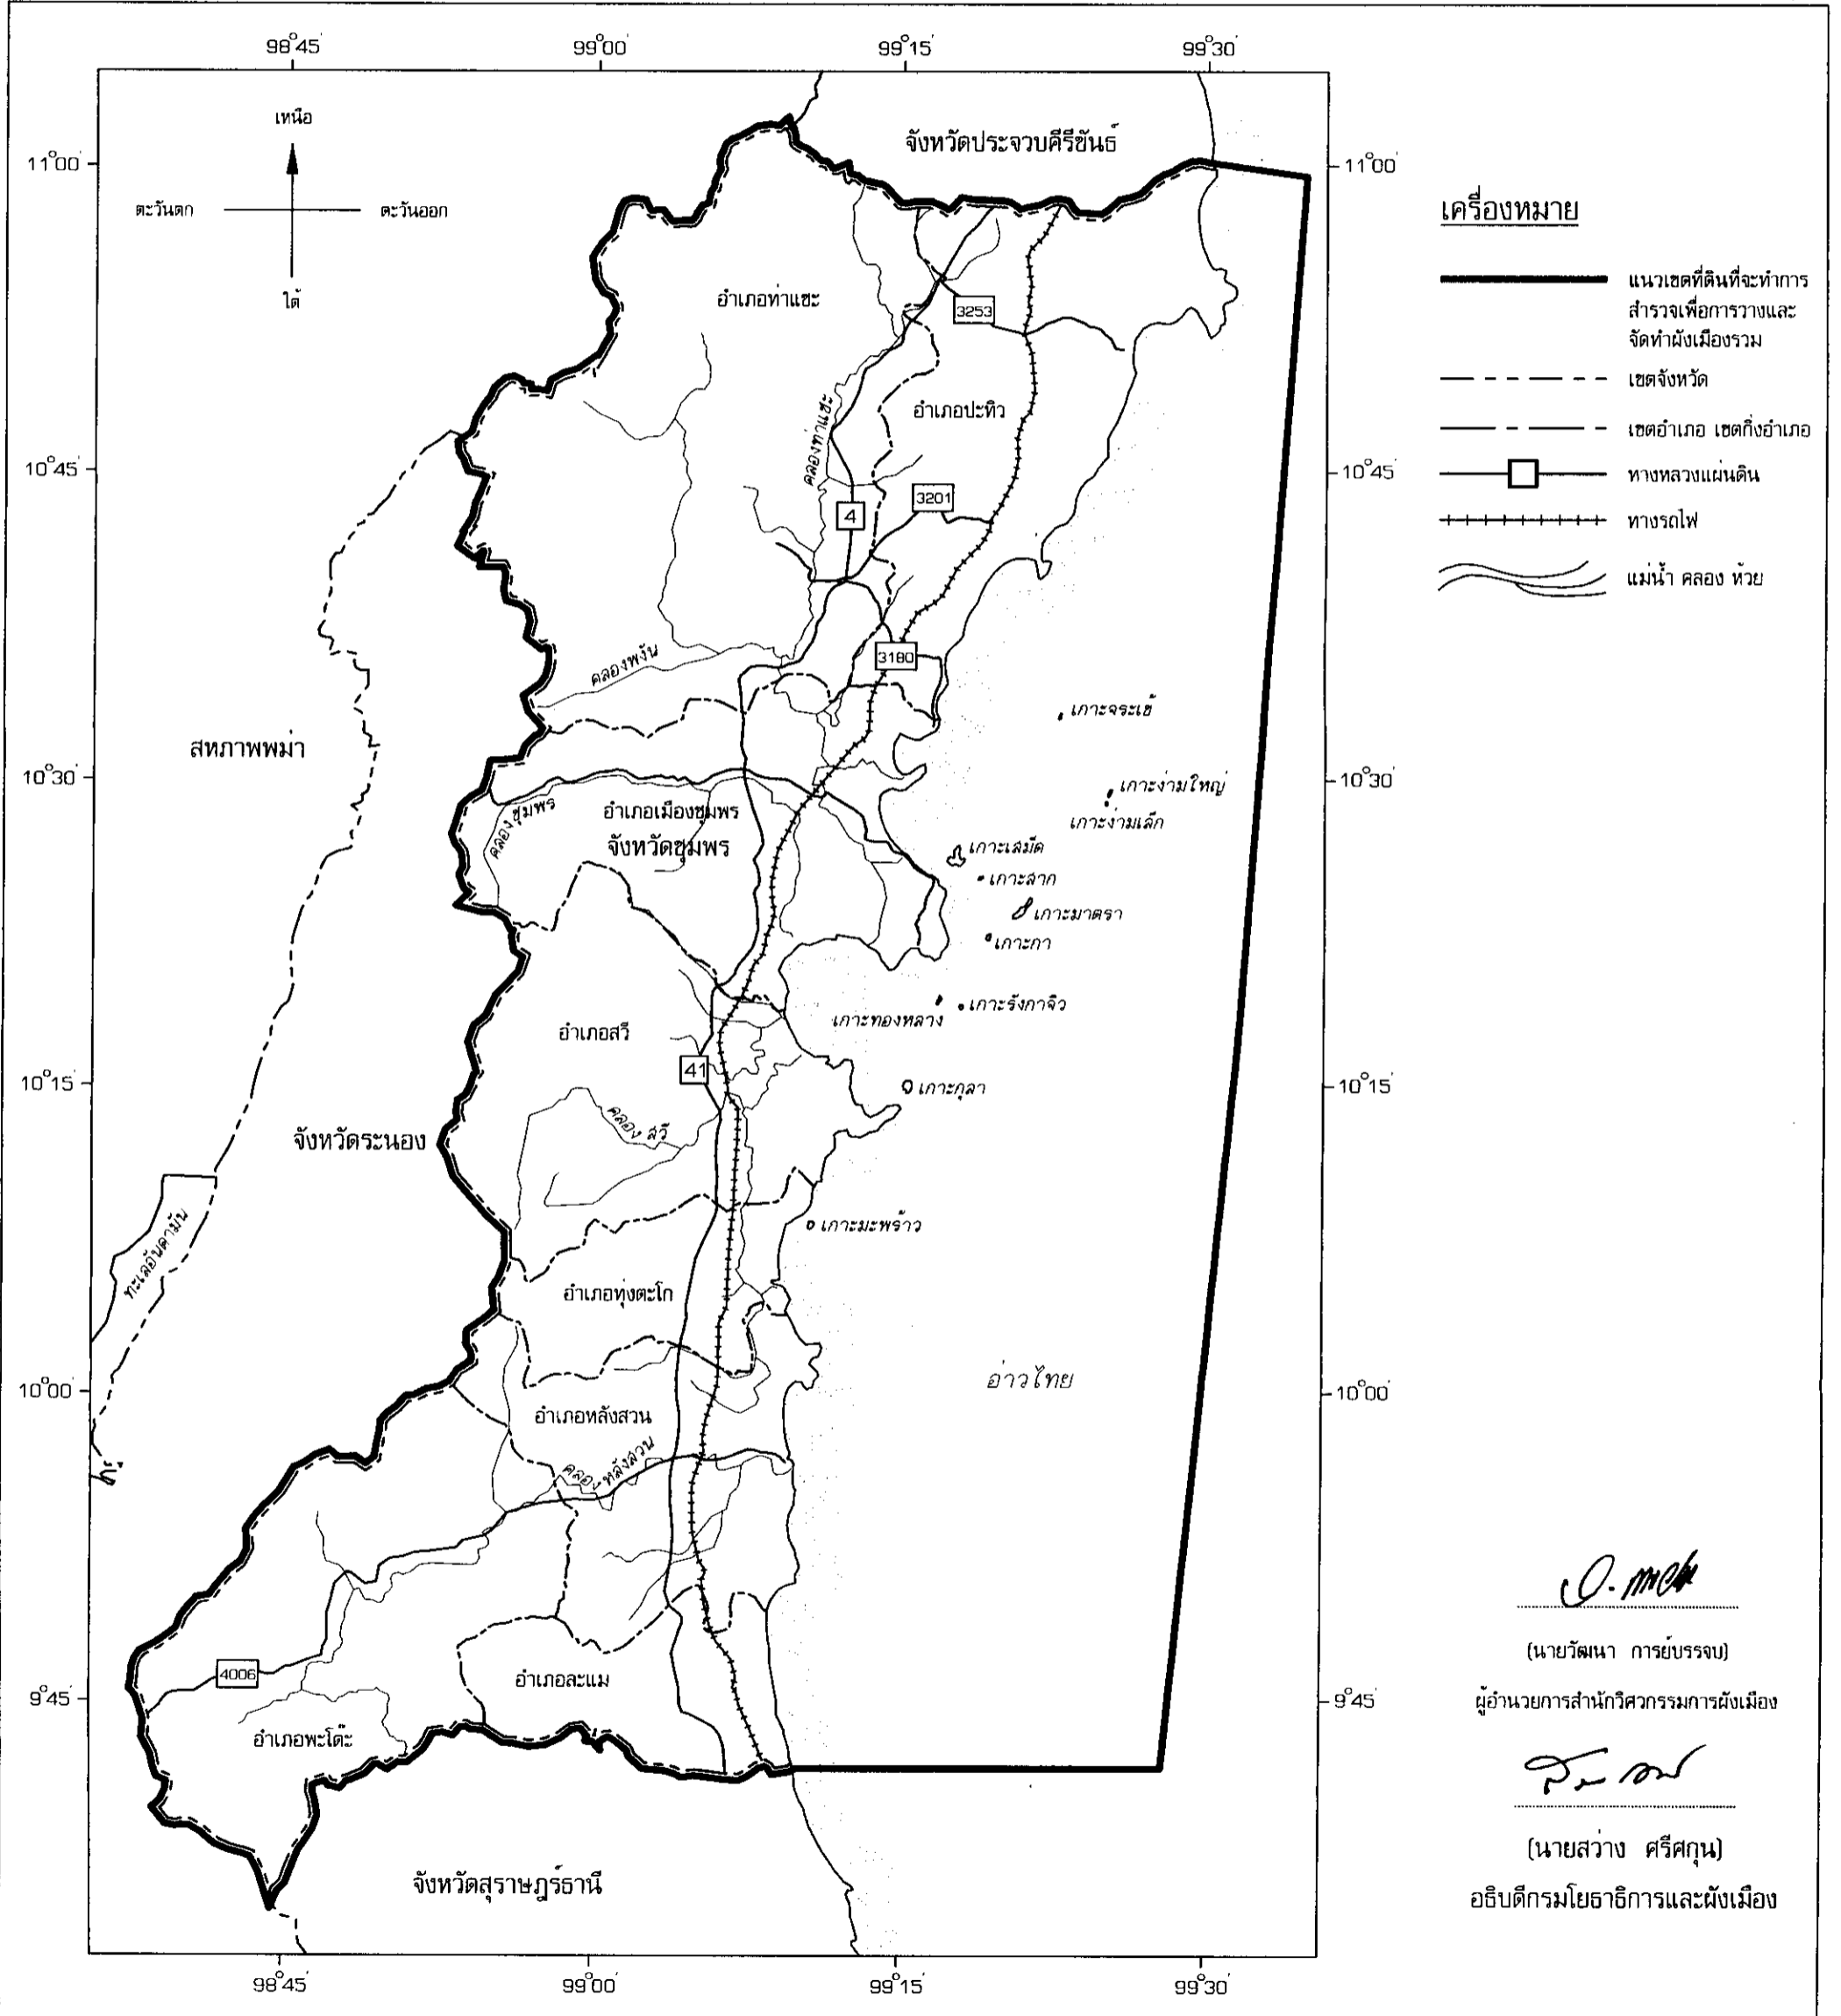 98°45'
99°00'
99°15'
99°30'
เหนือ
ตะวันตก
ตะวันออก
ใต้
จังหวัดประจวบคีรีขันธ์
11°00'
11°00'
เครื่องหมาย
แนวเขตที่ดินที่จะทำการ
สำรวจเพื่อการวางและ
จัดทำผังเมืองรวม
เขตจังหวัด
เขตอำเภอ เขตกิ่งอำเภอ
ทางหลวงแผ่นดิน
ทางรถไฟ
แม่น้ำ คลอง ห้วย
อำเภอท่าแซะ
3253
อำเภอปะทิว
คลองท่าแซะ
10°45'
10°45'
3201
4
3180
คลองพงัน
เกาะจระเข้
สหภาพพม่า
10°30'
10°30'
เกาะง่ามใหญ่
เกาะง่ามเล็ก
คลองชุมพร
อำเภอเมืองชุมพร
จังหวัดชุมพร
เกาะเสม็ด
เกาะสาก
เกาะมาตรา
เกาะกา
เกาะรังกาจิว
เกาะทองหลาง
อำเภอสวี
41
10°15'
10°15'
เกาะกุลา
คลอง สวี
จังหวัดระนอง
ทะเลอันดามัน
เกาะมะพร้าว
อำเภอทุ่งตะโก
อ่าวไทย
10°00'
10°00'
อำเภอหลังสวน
คลอง หลังสวน
4006
อำเภอละแม
9°45'
9°45'
อำเภอพะโต๊ะ
จังหวัดสุราษฎร์ธานี
(นายวัฒนา การย์บรรจบ)
ผู้อำนวยการสำนักวิศวกรรมการผังเมือง
(นายสว่าง ศรีศกุน)
อธิบดีกรมโยธาธิการและผังเมือง
98°45'
99°00'
99°15'
99°30'